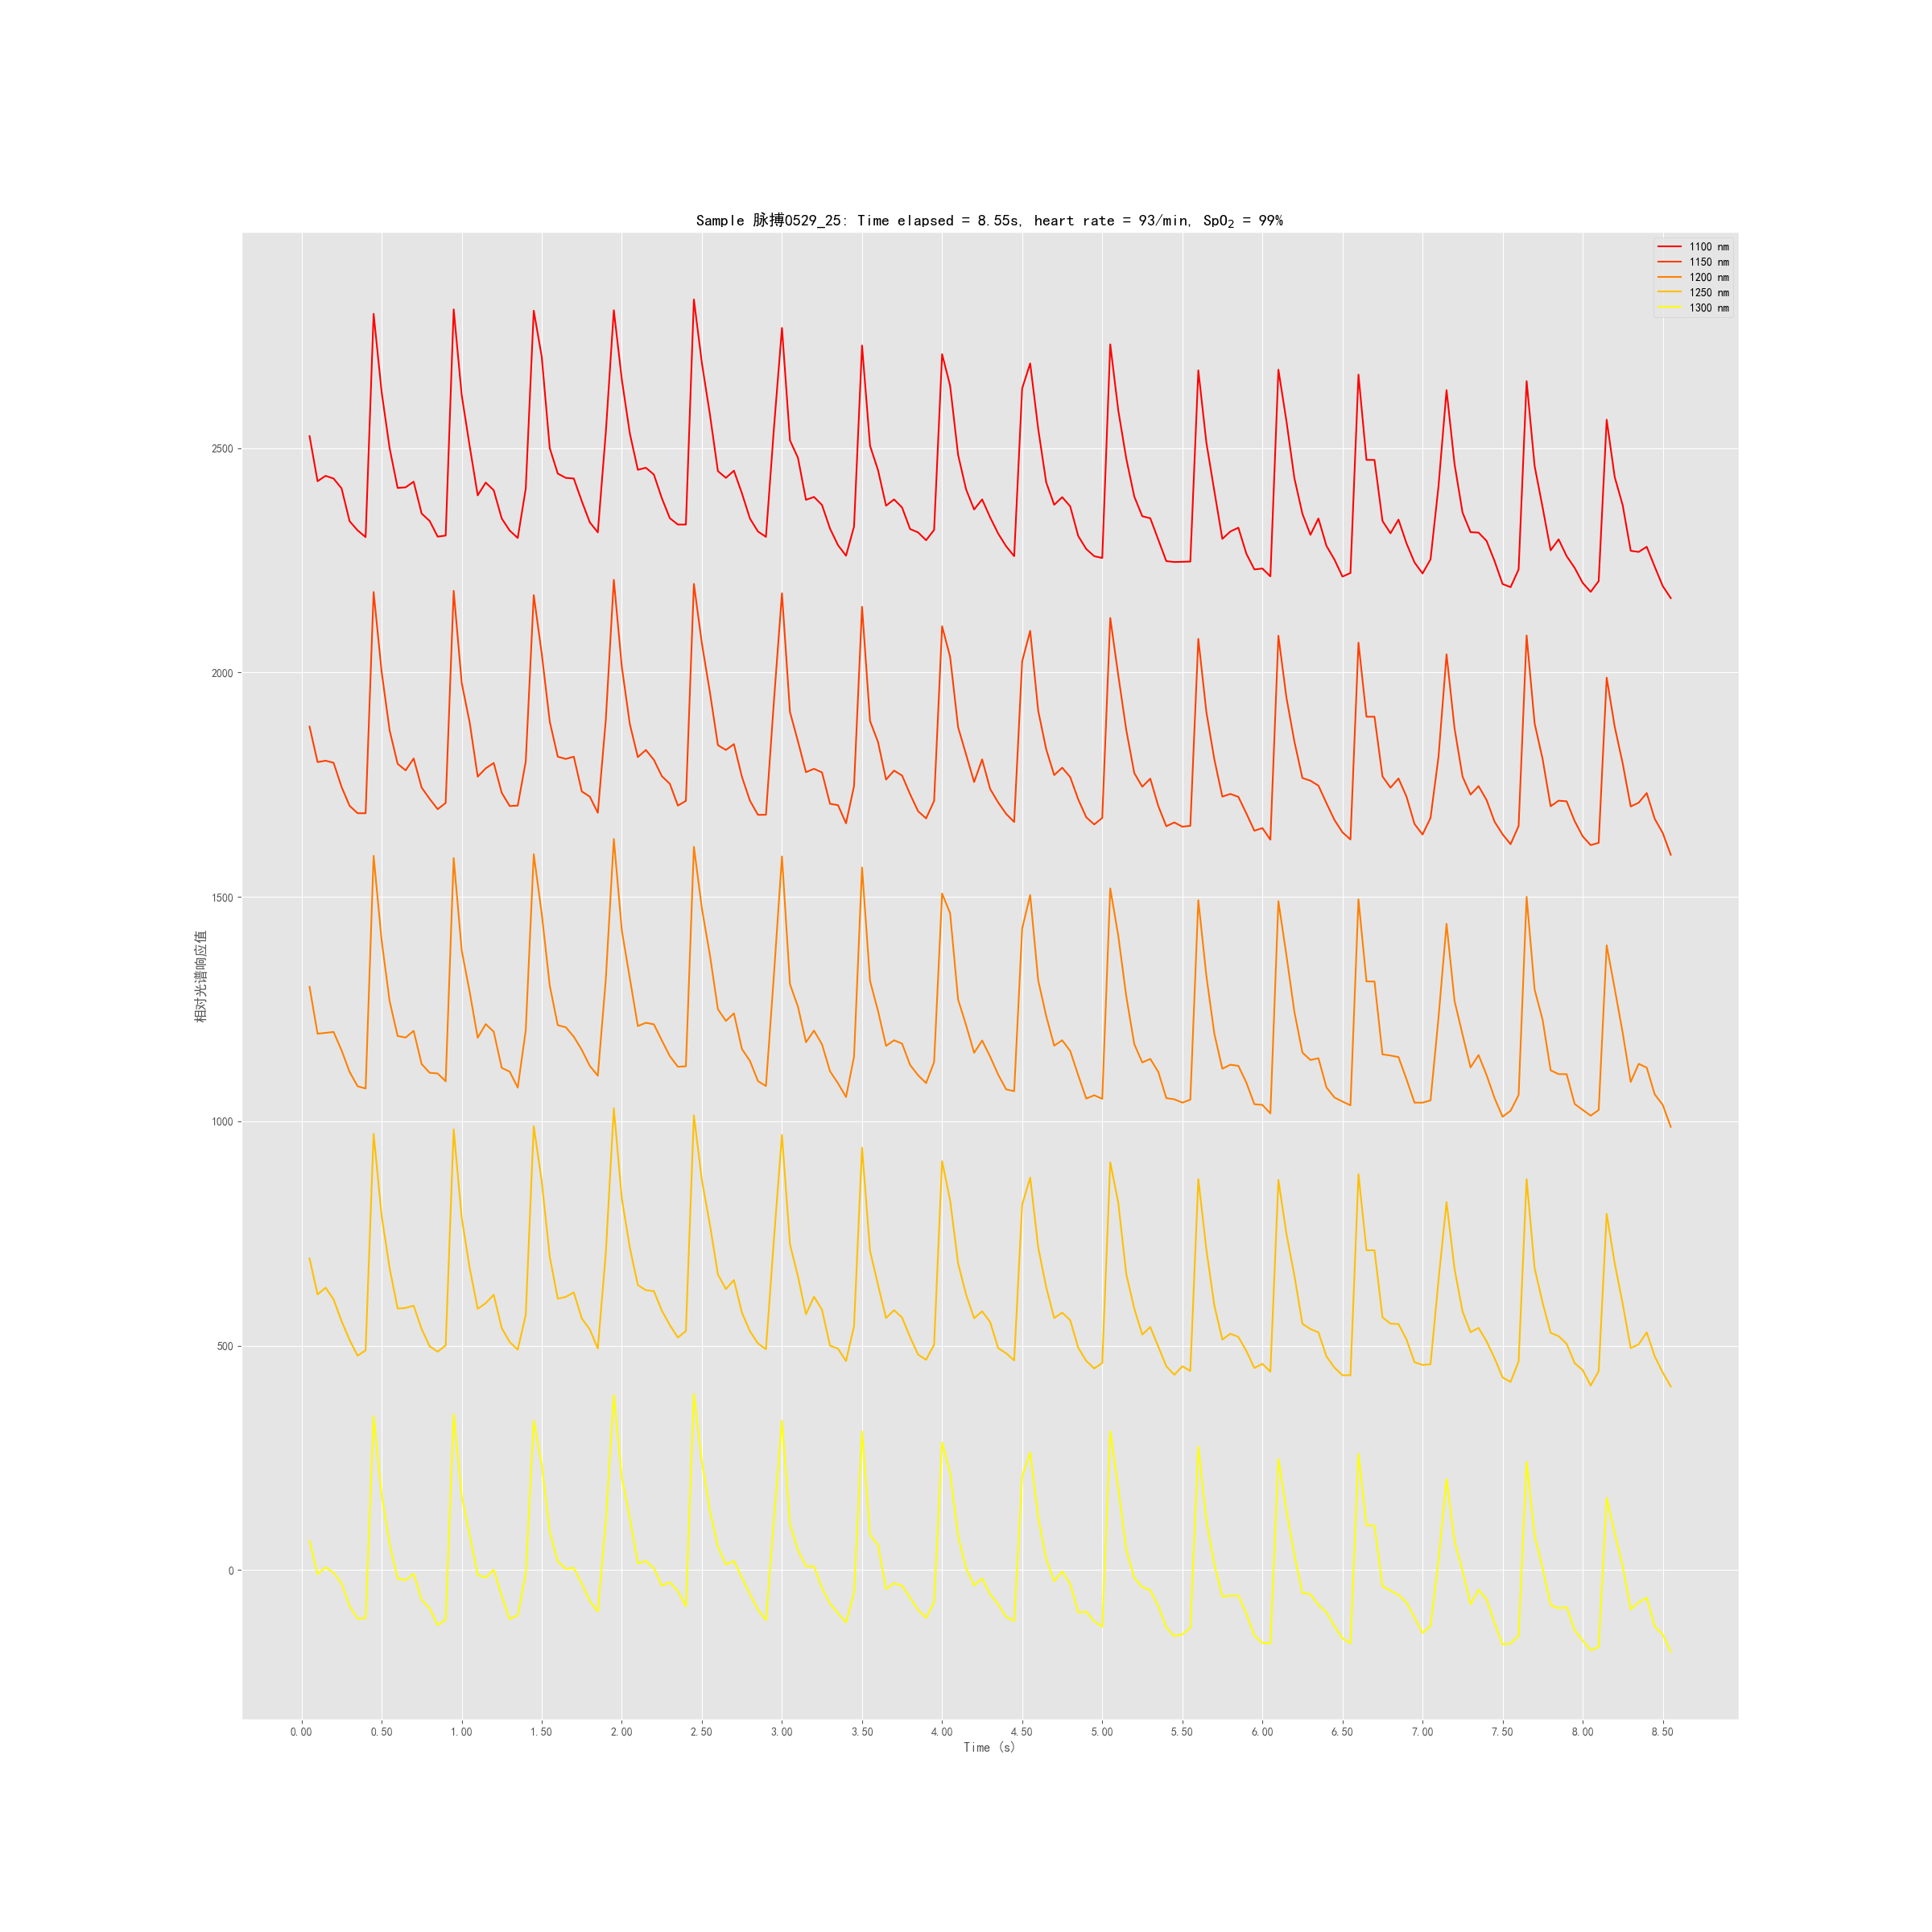 Sample 脉搏0529_25: Time elapsed = 8.55s, heart rate = 93/min, SpO₂ = 99%
1100 nm
1150 nm
1200 nm
1250 nm
1300 nm
2500
2000
1500
1000
500
0
相对光谱响应值
0.00 0.50 1.00 1.50 2.00 2.50 3.00 3.50 4.00 4.50 5.00 5.50 6.00 6.50 7.00 7.50 8.00 8.50
Time (s)